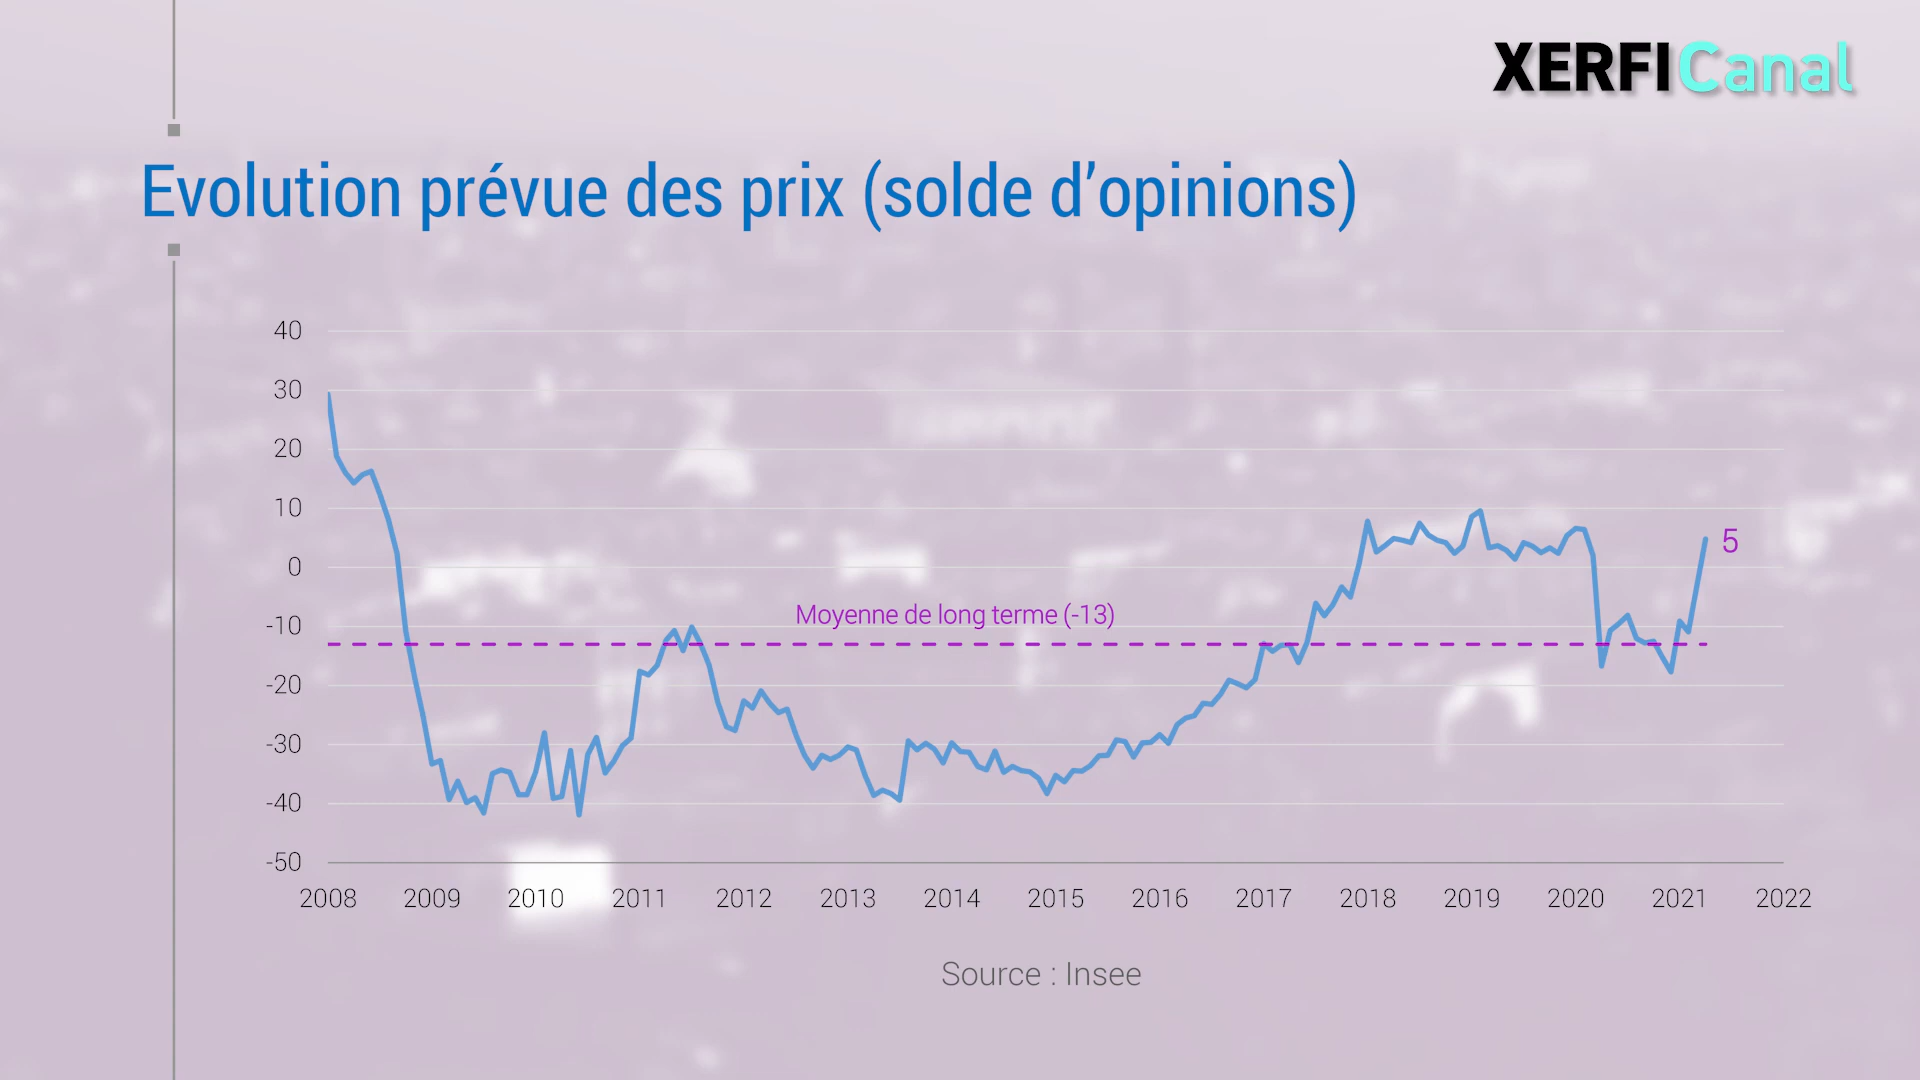 XERFI Canal
Evolution prévue des prix (solde d’opinions)
40
30
20
10
0
-10
-20
-30
-40
-50
Moyenne de long terme (-13)
5
2008 2009 2010 2011 2012 2013 2014 2015 2016 2017 2018 2019 2020 2021 2022
Source : Insee